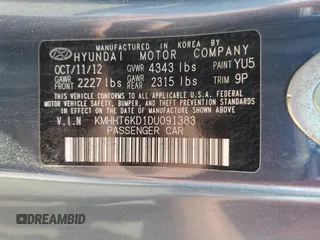 MANUFACTURED IN KOREA BY
HYUNDAI MOTOR COMPANY
OCT/11/12 GVWR 4343 lbs PAINT YU5
GAWR FRONT 2227 lbs GAWR REAR 2315 lbs TRIM 9P
THIS VEHICLE CONFORMS TO ALL APPLICABLE
FEDERAL MOTOR VEHICLE SAFETY, BUMPER, AND
THEFT PREVENTION STANDARDS IN EFFECT ON
THE DATE OF MANUFACTURE SHOWN ABOVE.
V.I.N KMHHT6KD1DU091383
PASSENGER CAR
DREAMBID